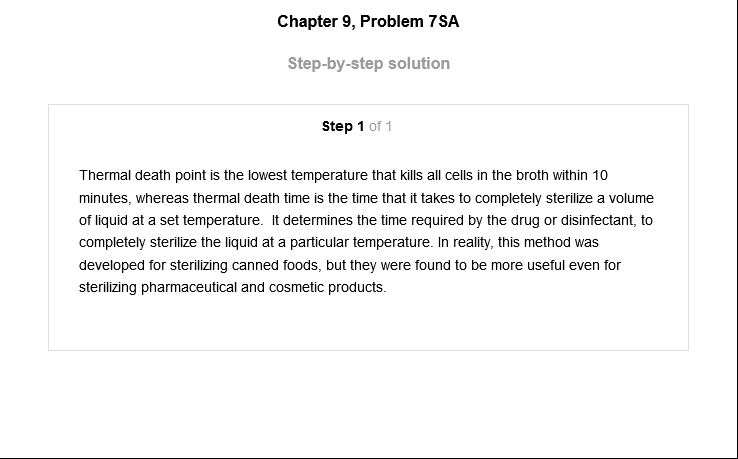 Chapter 9, Problem 7SA
Step-by-step solution
Step 1 of 1
Thermal death point is the lowest temperature that kills all cells in the broth within 10
minutes, whereas thermal death time is the time that it takes to completely sterilize a volume
of liquid at a set temperature.  It determines the time required by the drug or disinfectant, to
completely sterilize the liquid at a particular temperature. In reality, this method was
developed for sterilizing canned foods, but they were found to be more useful even for
sterilizing pharmaceutical and cosmetic products.